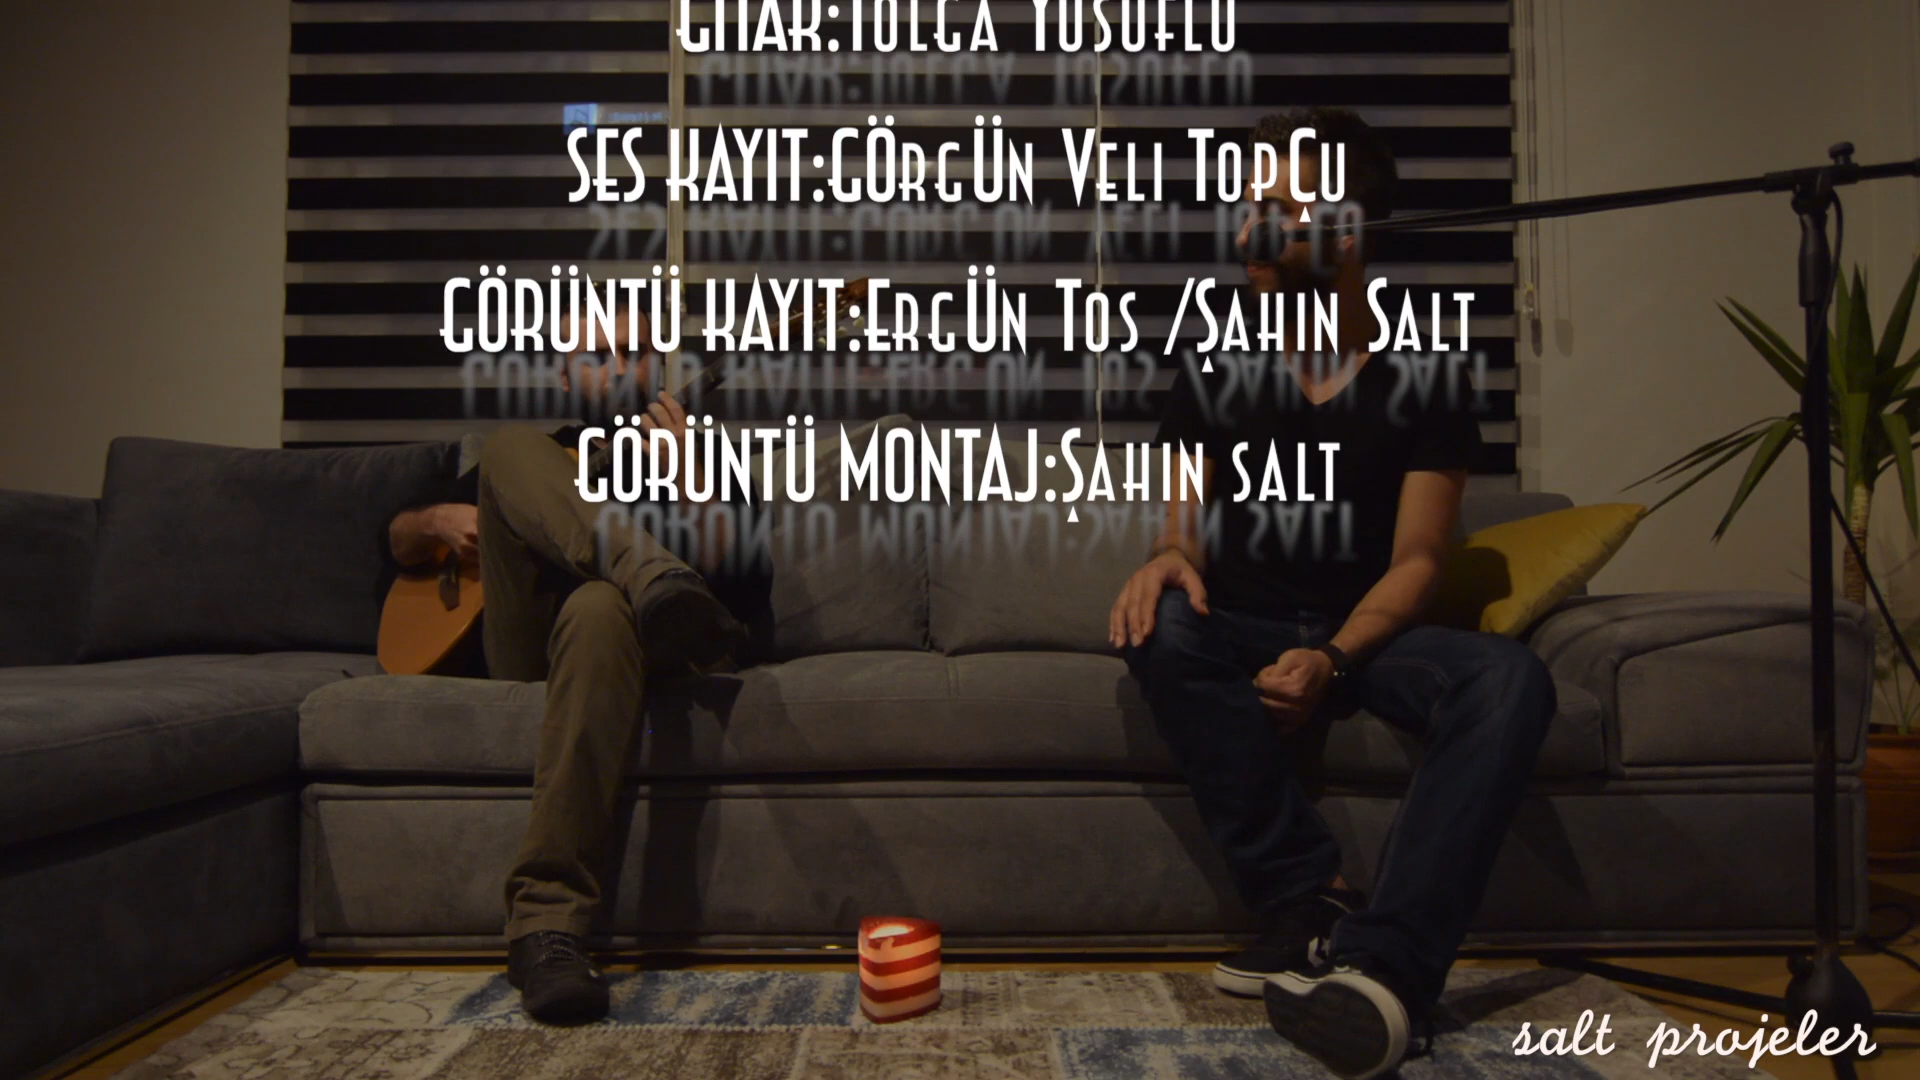 GİTAR:TOLGA YUSUFLU
SES KAYIT:GÖRGÜN VELI TOPÇU
GÖRÜNTÜ KAYIT:ERGÜN TOS /ŞAHIN SALT
GÖRÜNTÜ MONTAJ:ŞAHIN SALT
salt projeler